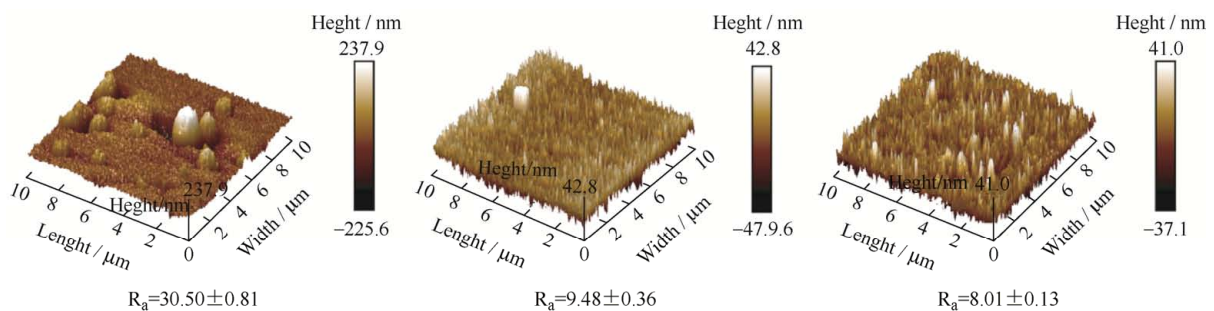 Heght / nm
237.9
−225.6
237.9
Heght/nm
10
8
6
4
2
0
2
4
6
8
10
Lenght / μm
Width / μm
Ra=30.50±0.81
Heght / nm
42.8
−47.9.6
Heght/nm
42.8
10
8
6
4
2
0
2
4
6
8
10
Lenght / μm
Width / μm
Ra=9.48±0.36
Heght / nm
41.0
−37.1
Heght/nm
41.0
10
8
6
4
2
0
2
4
6
8
10
Lenght / μm
Width / μm
Ra=8.01±0.13